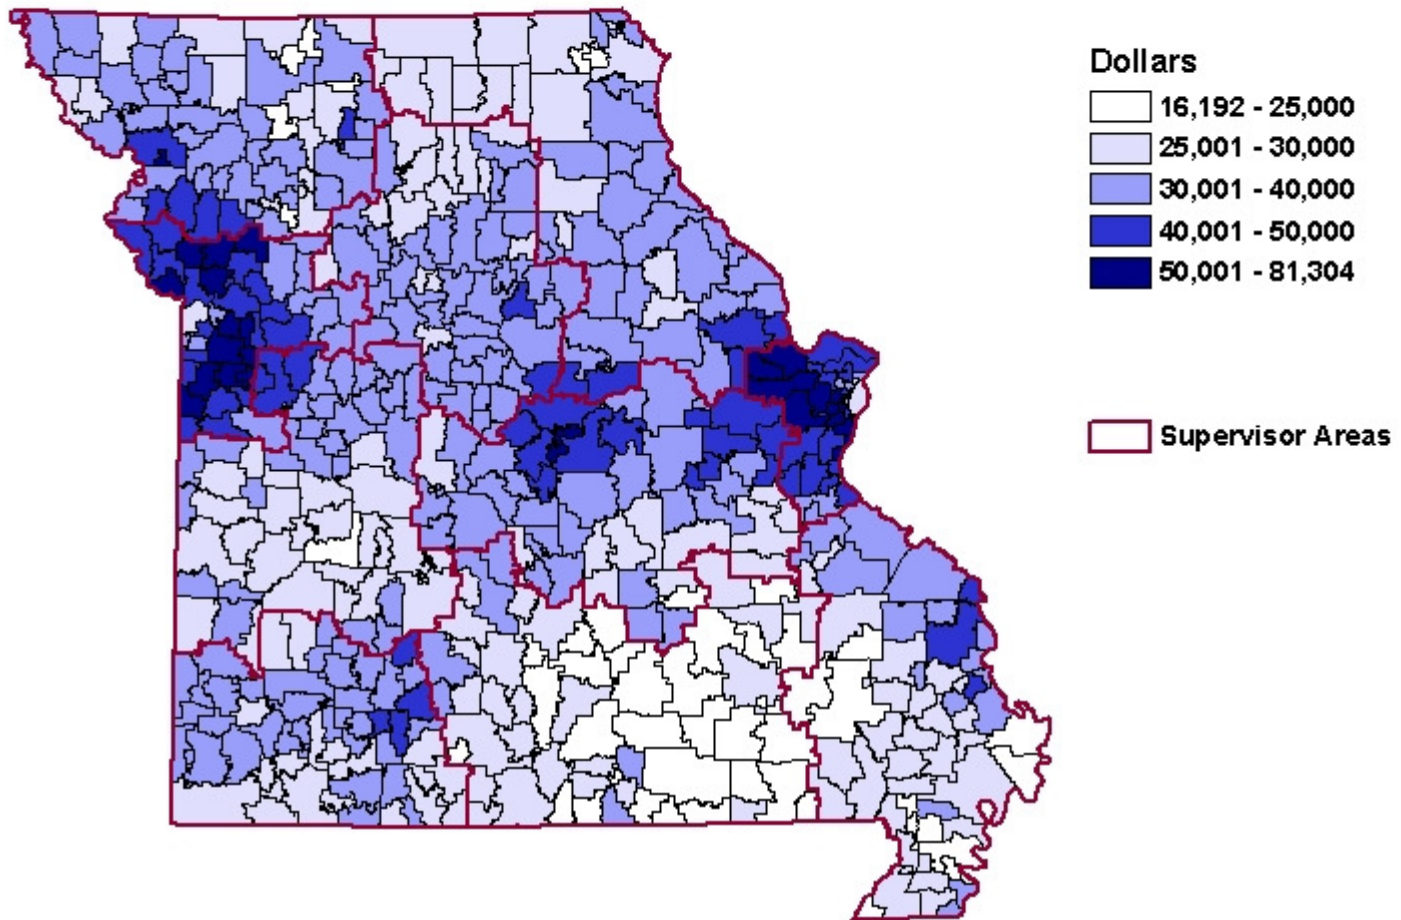 Dollars
16,192 - 25,000
25,001 - 30,000
30,001 - 40,000
40,001 - 50,000
50,001 - 81,304
Supervisor Areas